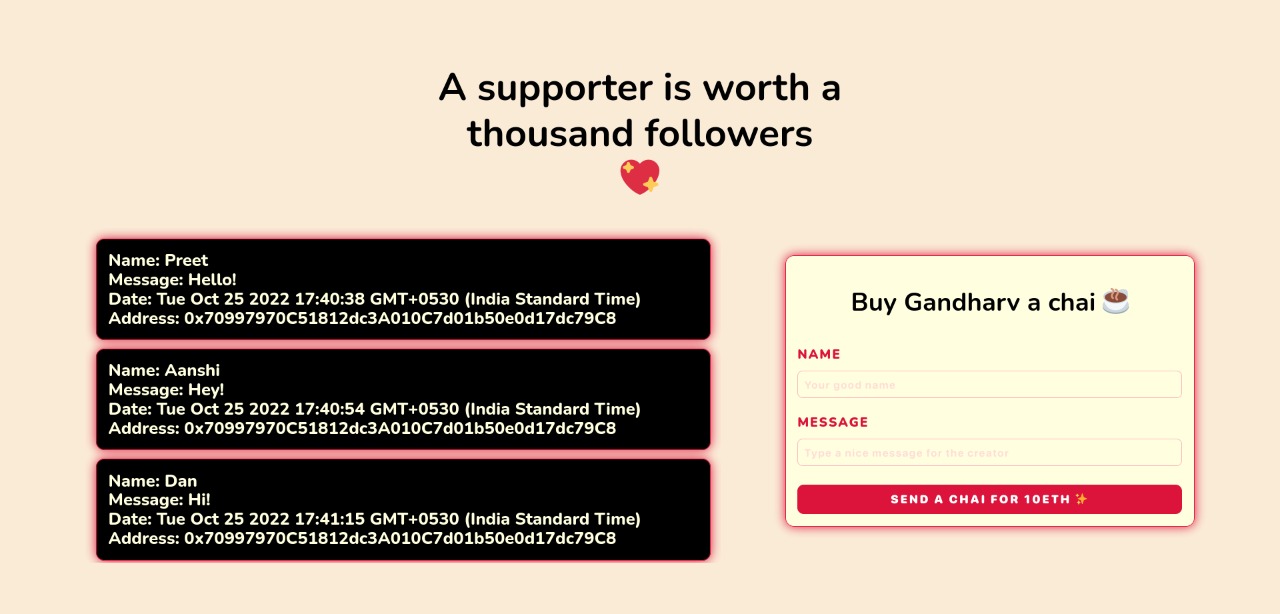 A supporter is worth a
thousand followers
💖
Name: Preet
Message: Hello!
Date: Tue Oct 25 2022 17:40:38 GMT+0530 (India Standard Time)
Address: 0x70997970C51812dc3A010C7d01b50e0d17dc79C8
Name: Aanshi
Message: Hey!
Date: Tue Oct 25 2022 17:40:54 GMT+0530 (India Standard Time)
Address: 0x70997970C51812dc3A010C7d01b50e0d17dc79C8
Name: Dan
Message: Hi!
Date: Tue Oct 25 2022 17:41:15 GMT+0530 (India Standard Time)
Address: 0x70997970C51812dc3A010C7d01b50e0d17dc79C8
Buy Gandharv a chai ☕
NAME
Your good name
MESSAGE
Type a nice message for the creator
SEND A CHAI FOR 10ETH ✨